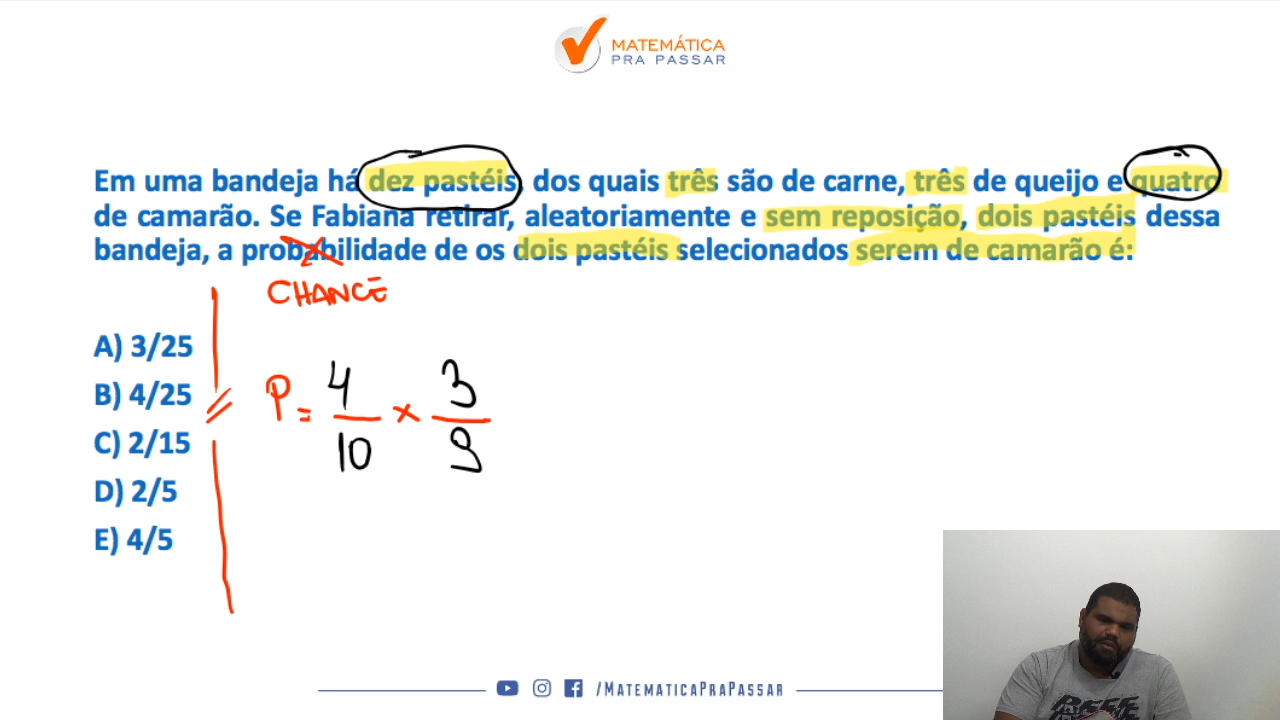 MATEMÁTICA
PRA PASSAR
Em uma bandeja há dez pastéis, dos quais três são de carne, três de queijo e quatro
de camarão. Se Fabiana retirar, aleatoriamente e sem reposição, dois pastéis dessa
bandeja, a probabilidade de os dois pastéis selecionados serem de camarão é:
CHANCE
A) 3/25
B) 4/25
C) 2/15
D) 2/5
E) 4/5
P = 4/10 × 3/9
/MATEMATICAPRAPASSAR